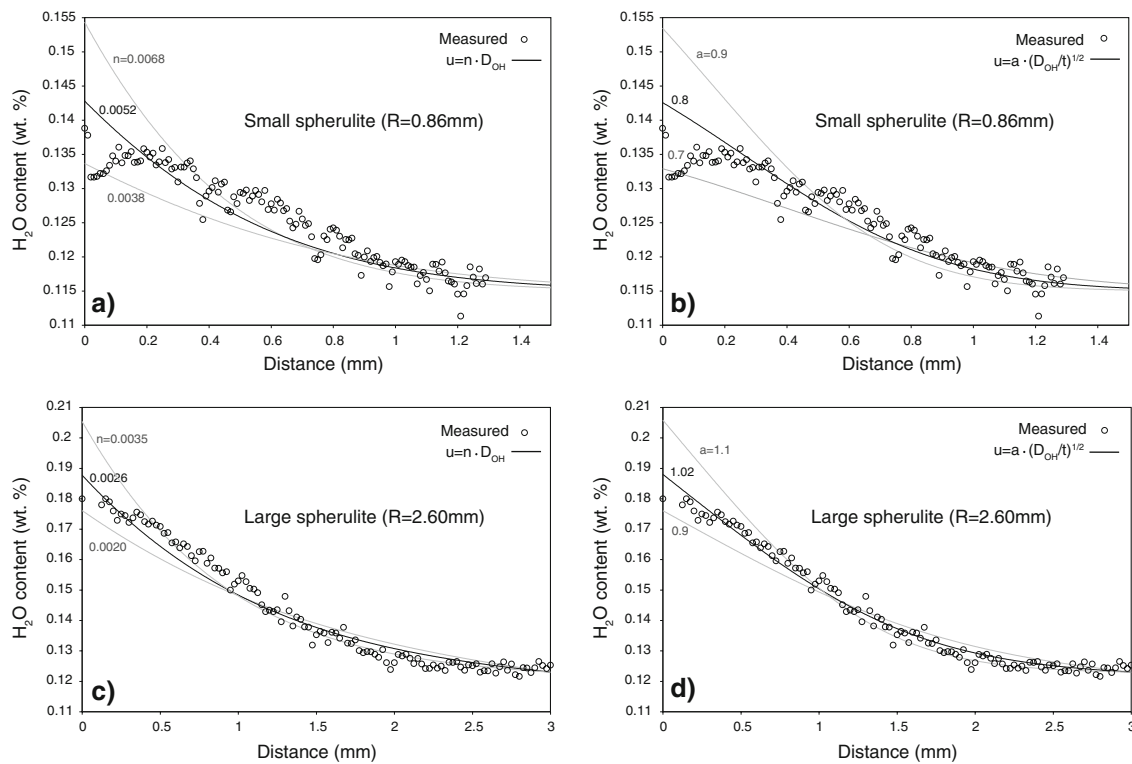 0.155
0.15
0.145
0.14
0.135
0.13
0.125
0.12
0.115
0.11
H₂O content (wt. %)
n=0.0068
0.0052
0.0038
Measured
u=n · D_OH
Small spherulite (R=0.86mm)
a)
0 0.2 0.4 0.6 0.8 1 1.2 1.4
Distance (mm)
0.155
0.15
0.145
0.14
0.135
0.13
0.125
0.12
0.115
0.11
H₂O content (wt. %)
a=0.9
0.8
0.7
Measured
u=a · (D_OH/t)^1/2
Small spherulite (R=0.86mm)
b)
0 0.2 0.4 0.6 0.8 1 1.2 1.4
Distance (mm)
0.21
0.2
0.19
0.18
0.17
0.16
0.15
0.14
0.13
0.12
0.11
H₂O content (wt. %)
n=0.0035
0.0026
0.0020
Measured
u=n · D_OH
Large spherulite (R=2.60mm)
c)
0 0.5 1 1.5 2 2.5 3
Distance (mm)
0.21
0.2
0.19
0.18
0.17
0.16
0.15
0.14
0.13
0.12
0.11
H₂O content (wt. %)
a=1.1
1.02
0.9
Measured
u=a · (D_OH/t)^1/2
Large spherulite (R=2.60mm)
d)
0 0.5 1 1.5 2 2.5 3
Distance (mm)